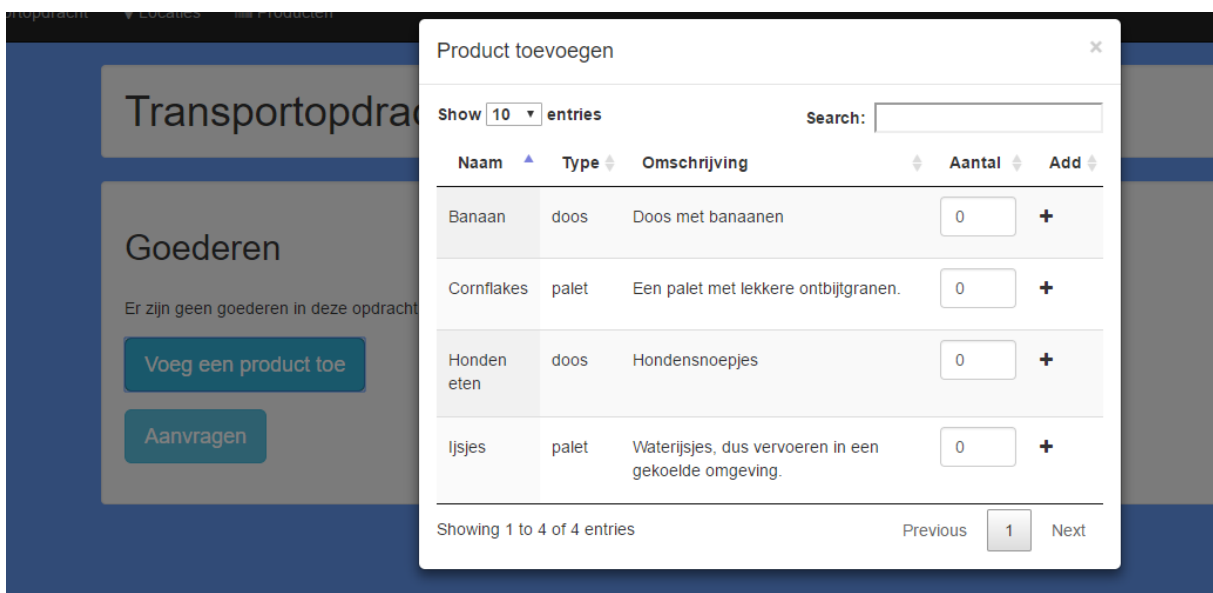 Locaties Producten
Product toevoegen ×
Transportopdrac
Show 10 entries Search:
Naam Type Omschrijving Aantal Add
Banaan doos Doos met banaanen 0 +
Goederen
Cornflakes palet Een palet met lekkere ontbijtgranen. 0 +
Er zijn geen goederen in deze opdracht
Voeg een product toe
Honden doos Hondensnoepjes 0 +
eten
Aanvragen
Ijsjes palet Waterijsjes, dus vervoeren in een 0 +
gekoelde omgeving.
Showing 1 to 4 of 4 entries Previous 1 Next